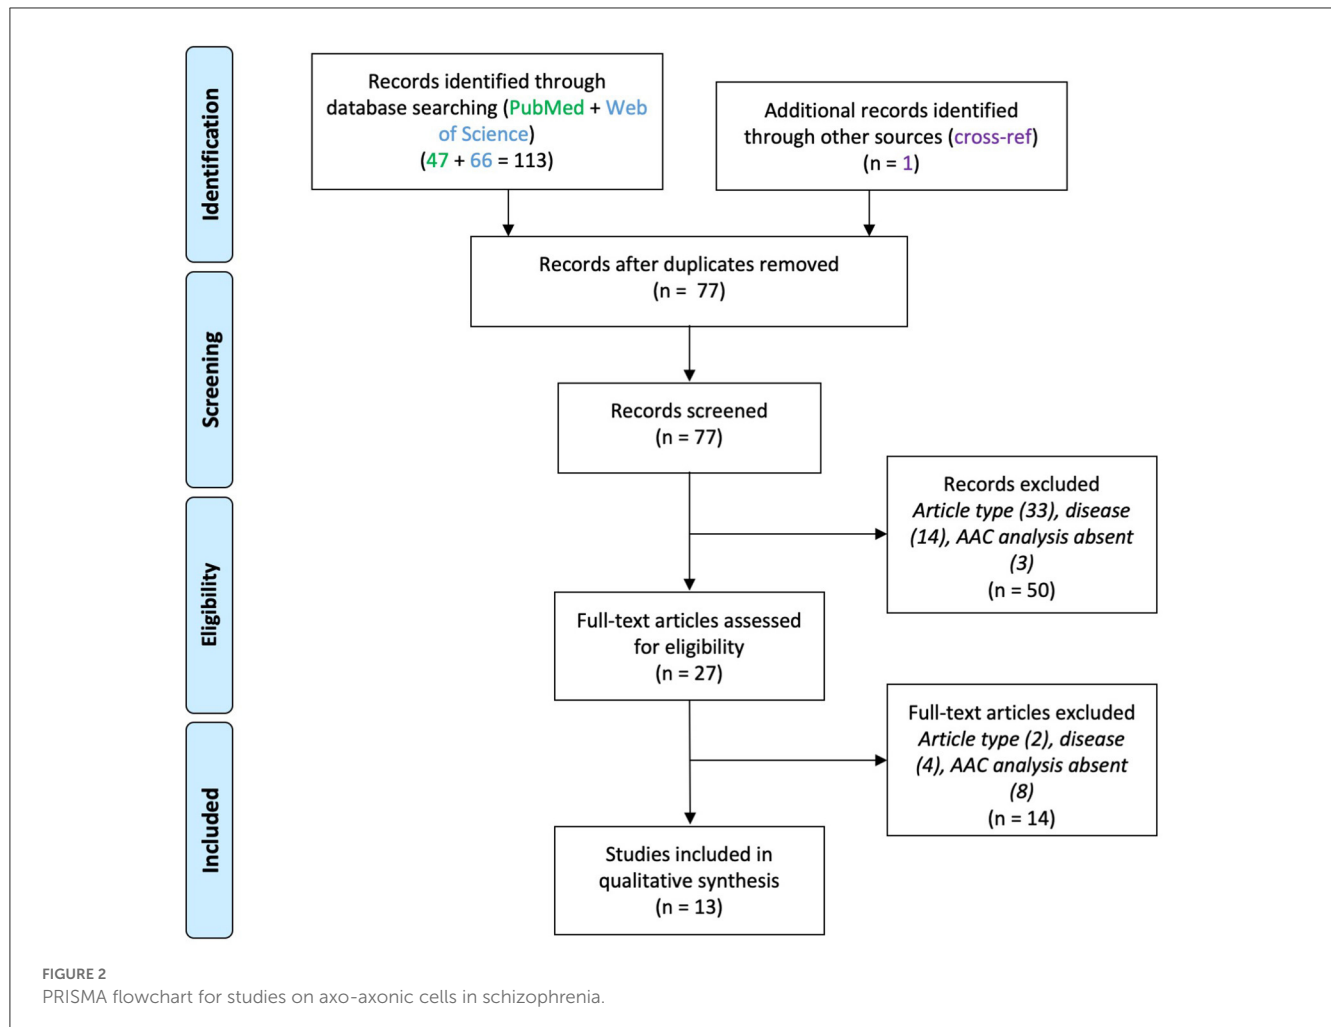 Identification
Records identified through
database searching (PubMed + Web
of Science)
(47 + 66 = 113)
Additional records identified
through other sources (cross-ref)
(n = 1)
Records after duplicates removed
(n = 77)
Screening
Records screened
(n = 77)
Records excluded
Article type (33), disease
(14), AAC analysis absent
(3)
(n = 50)
Eligibility
Full-text articles assessed
for eligibility
(n = 27)
Full-text articles excluded
Article type (2), disease
(4), AAC analysis absent
(8)
(n = 14)
Included
Studies included in
qualitative synthesis
(n = 13)
FIGURE 2
PRISMA flowchart for studies on axo-axonic cells in schizophrenia.